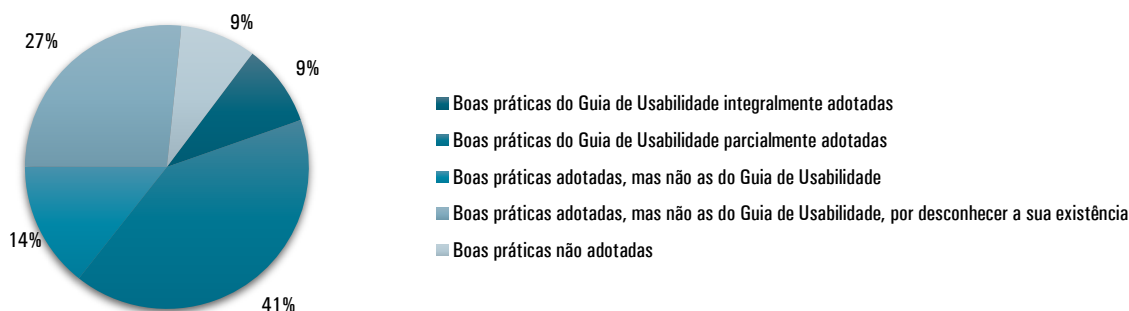 9%
27%
9%
14%
41%
Boas práticas do Guia de Usabilidade integralmente adotadas
Boas práticas do Guia de Usabilidade parcialmente adotadas
Boas práticas adotadas, mas não as do Guia de Usabilidade
Boas práticas adotadas, mas não as do Guia de Usabilidade, por desconhecer a sua existência
Boas práticas não adotadas